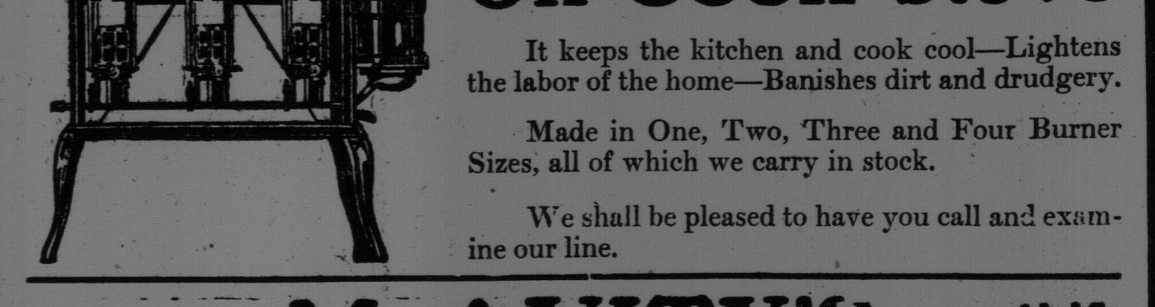 It keeps the kitchen and cook cool—Lightens
the labor of the home—Banishes dirt and drudgery.
Made in One, Two, Three and Four Burner
Sizes, all of which we carry in stock.
We shall be pleased to have you call and exam-
ine our line.